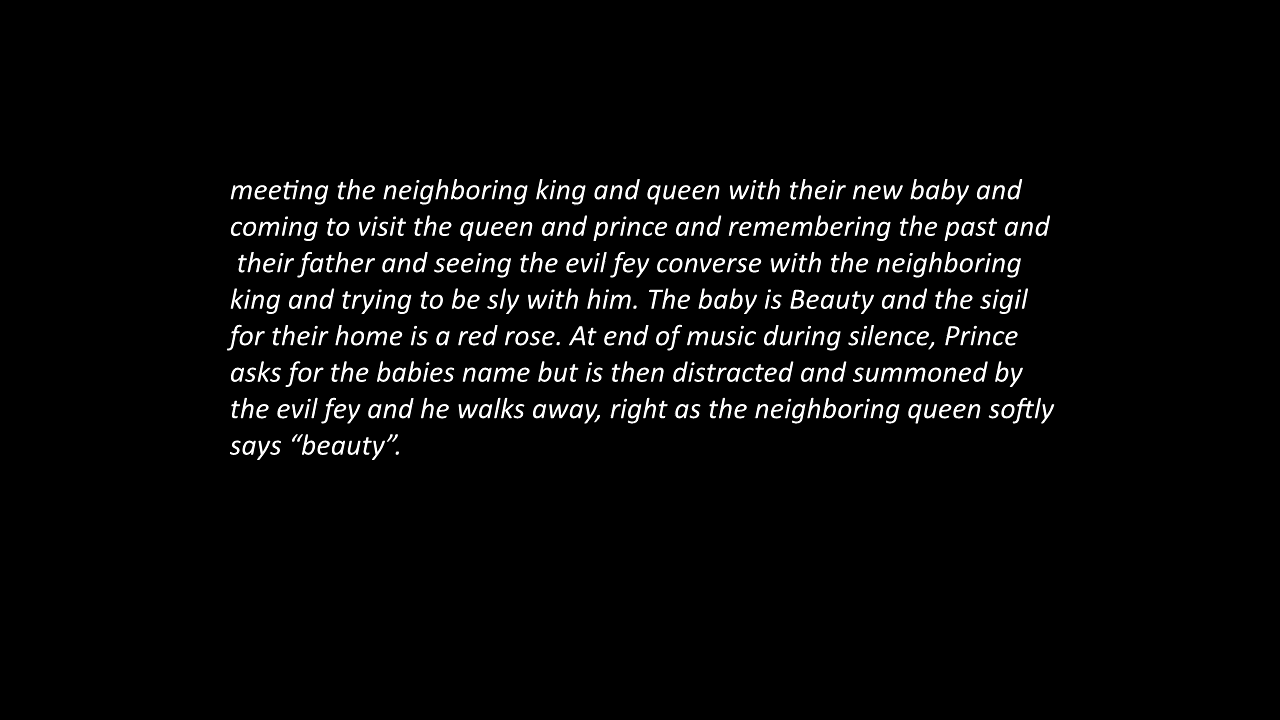 meeting the neighboring king and queen with their new baby and
coming to visit the queen and prince and remembering the past and
their father and seeing the evil fey converse with the neighboring
king and trying to be sly with him. The baby is Beauty and the sigil
for their home is a red rose. At end of music during silence, Prince
asks for the babies name but is then distracted and summoned by
the evil fey and he walks away, right as the neighboring queen softly
says “beauty”.